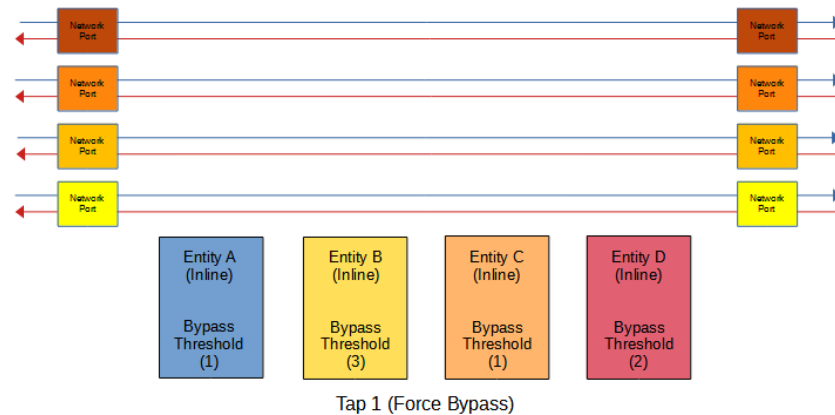 Network
Port
Network
Port
Network
Port
Network
Port
Network
Port
Network
Port
Network
Port
Network
Port
Entity A
(Inline)
Bypass
Threshold
(1)
Entity B
(Inline)
Bypass
Threshold
(3)
Entity C
(Inline)
Bypass
Threshold
(1)
Entity D
(Inline)
Bypass
Threshold
(2)
Tap 1 (Force Bypass)